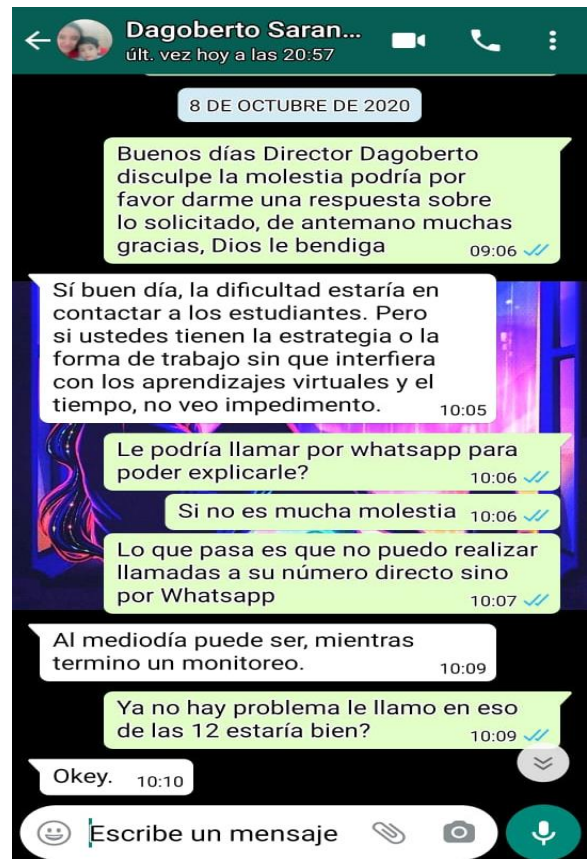 Dagoberto Saran...
últ. vez hoy a las 20:57
8 DE OCTUBRE DE 2020
Buenos días Director Dagoberto
disculpe la molestia podría por
favor darme una respuesta sobre
lo solicitado, de antemano muchas
gracias, Dios le bendiga 09:06
Sí buen día, la dificultad estaría en
contactar a los estudiantes. Pero
si ustedes tienen la estrategia o la
forma de trabajo sin que interfiera
con los aprendizajes virtuales y el
tiempo, no veo impedimento. 10:05
Le podría llamar por whatsapp para
poder explicarle? 10:06
Si no es mucha molestia 10:06
Lo que pasa es que no puedo realizar
llamadas a su número directo sino
por Whatsapp 10:07
Al mediodía puede ser, mientras
termino un monitoreo. 10:09
Ya no hay problema le llamo en eso
de las 12 estaría bien? 10:09
Okey. 10:10
Escribe un mensaje